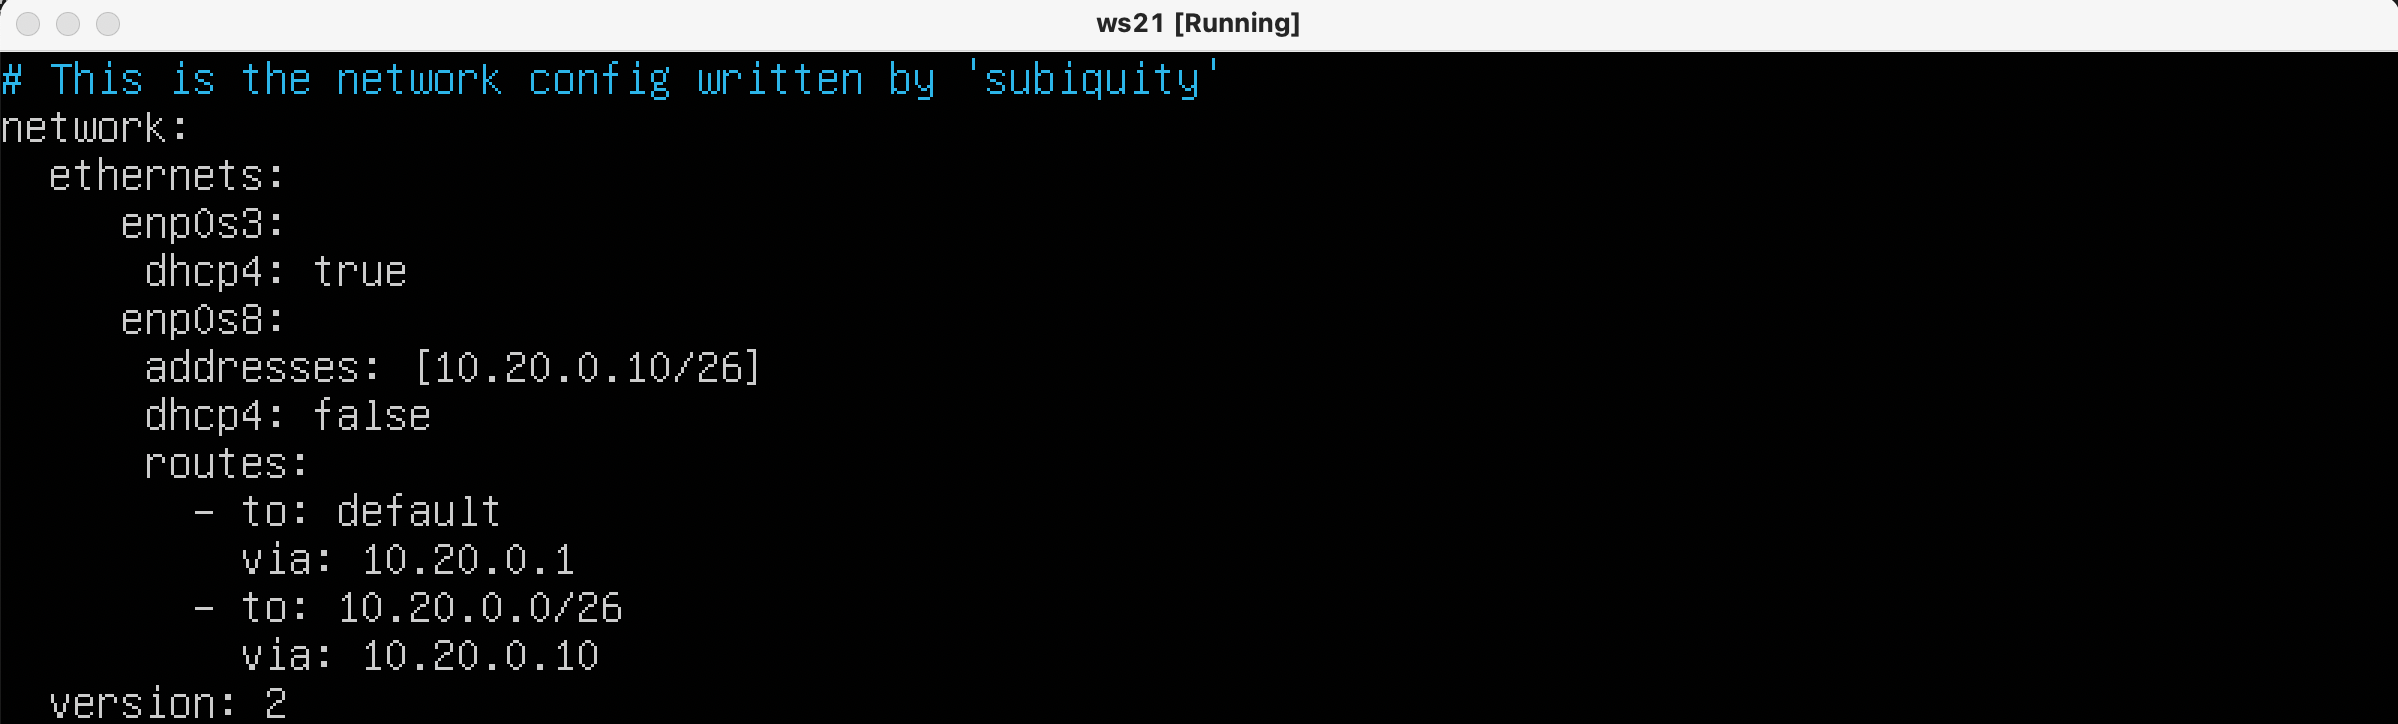 ws21 [Running]
# This is the network config written by 'subiquity'
network:
  ethernets:
     enp0s3:
      dhcp4: true
     enp0s8:
      addresses: [10.20.0.10/26]
      dhcp4: false
      routes:
        - to: default
          via: 10.20.0.1
        - to: 10.20.0.0/26
          via: 10.20.0.10
  version: 2